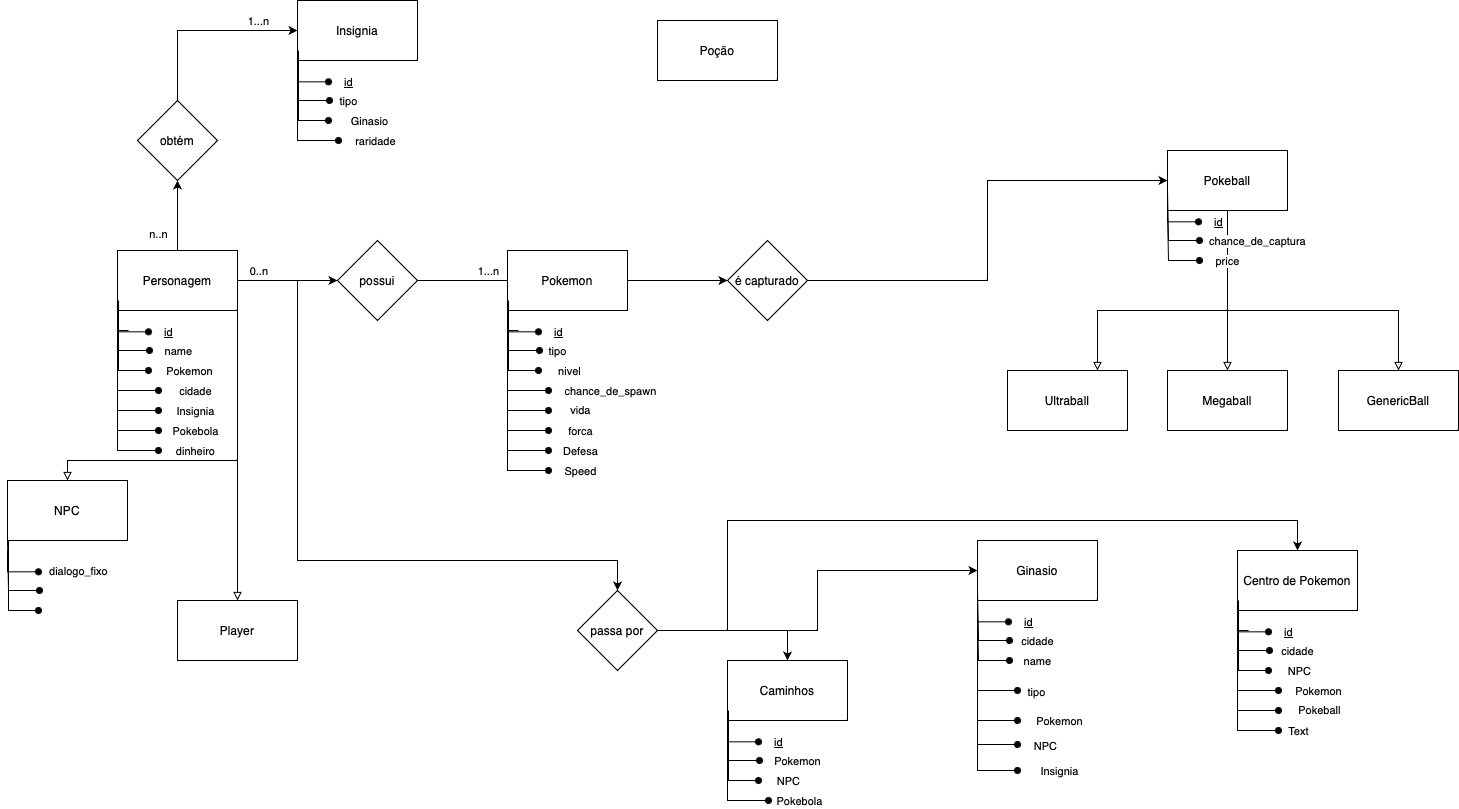 1...n
Insignia
id
tipo
Ginasio
raridade
Poção
obtém
n..n
Personagem
id
name
Pokemon
cidade
Insignia
Pokebola
dinheiro
0..n
possui
1...n
Pokemon
id
tipo
nivel
chance_de_spawn
vida
forca
Defesa
Speed
é capturado
Pokeball
id
chance_de_captura
price
Ultraball
Megaball
GenericBall
NPC
dialogo_fixo
Player
passa por
Caminhos
id
Pokemon
NPC
Pokebola
Ginasio
id
cidade
name
tipo
Pokemon
NPC
Insignia
Centro de Pokemon
id
cidade
NPC
Pokemon
Pokeball
Text